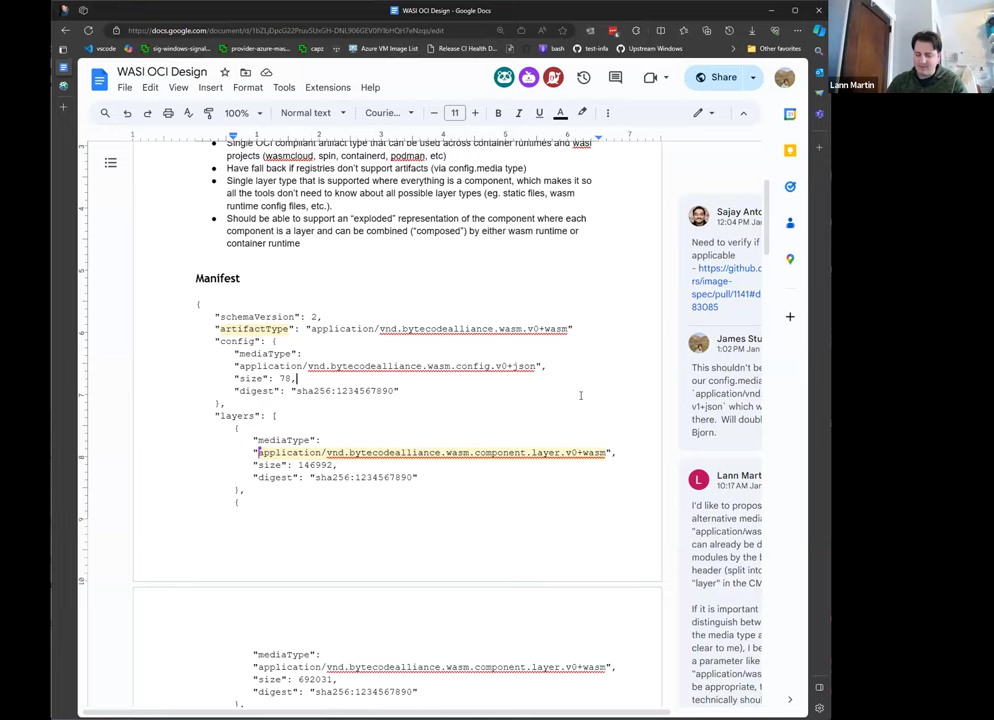 WASI OCI Design - Google Docs
https://docs.google.com/document/d/1bZLjDpcG22PruvSUxGH-DNL906GEV0fYlbHQH7eNzqs/edit
vscode
sig-windows-signal...
provider-azure-mas...
capz
Azure VM Image List
Release CI Health D...
bash
test-infa
Upstream Windows
Other favorites
Lann Martin
WASI OCI Design
File
Edit
View
Insert
Format
Tools
Extensions
Help
Share
100%
Normal text
Courie...
11
B
I
U
A
1
1
2
3
4
5
6
7
Single OCI compliant artifact type that can be used across container runtimes and wasi
projects (wasmcloud, spin, containerd, podman, etc)
Have fall back if registries don't support artifacts (via config.media type)
Single layer type that is supported where everything is a component, which makes it so
all the tools don't need to know about all possible layer types (eg. static files, wasm
runtime config files, etc.).
Should be able to support an "exploded" representation of the component where each
component is a layer and can be combined ("composed") by either wasm runtime or
container runtime
Manifest
{
"schemaVersion": 2,
"artifactType": "application/vnd.bytecodealliance.wasm.v0+wasm"
"config": {
"mediaType":
"application/vnd.bytecodealliance.wasm.config.v0+json",
"size": 78,
"digest": "sha256:1234567890"
},
"layers": [
{
"mediaType":
"application/vnd.bytecodealliance.wasm.component.layer.v0+wasm",
"size": 146992,
"digest": "sha256:1234567890"
},
{
"mediaType":
"application/vnd.bytecodealliance.wasm.component.layer.v0+wasm",
"size": 692031,
"digest": "sha256:1234567890"
Sajay Anto
12:04 PM Jan
Need to verify if
applicable
- https://github.c
rs/image-
spec/pull/1141#d
83085
James Stu
1:02 PM Jan
This shouldn't be
our config.media
`application/vnd
v1+json` which w
there. Will doubl
Bjorn.
L
Lann Mart
10:17 AM Jan
I'd like to propos
alternative media
"application/was
can already be d
modules by the b
header (split into
"layer" in the CM
If it is important
distinguish betw
the media type a
clear to me), I be
a parameter like
"application/was
be appropriate, t
technically shoul